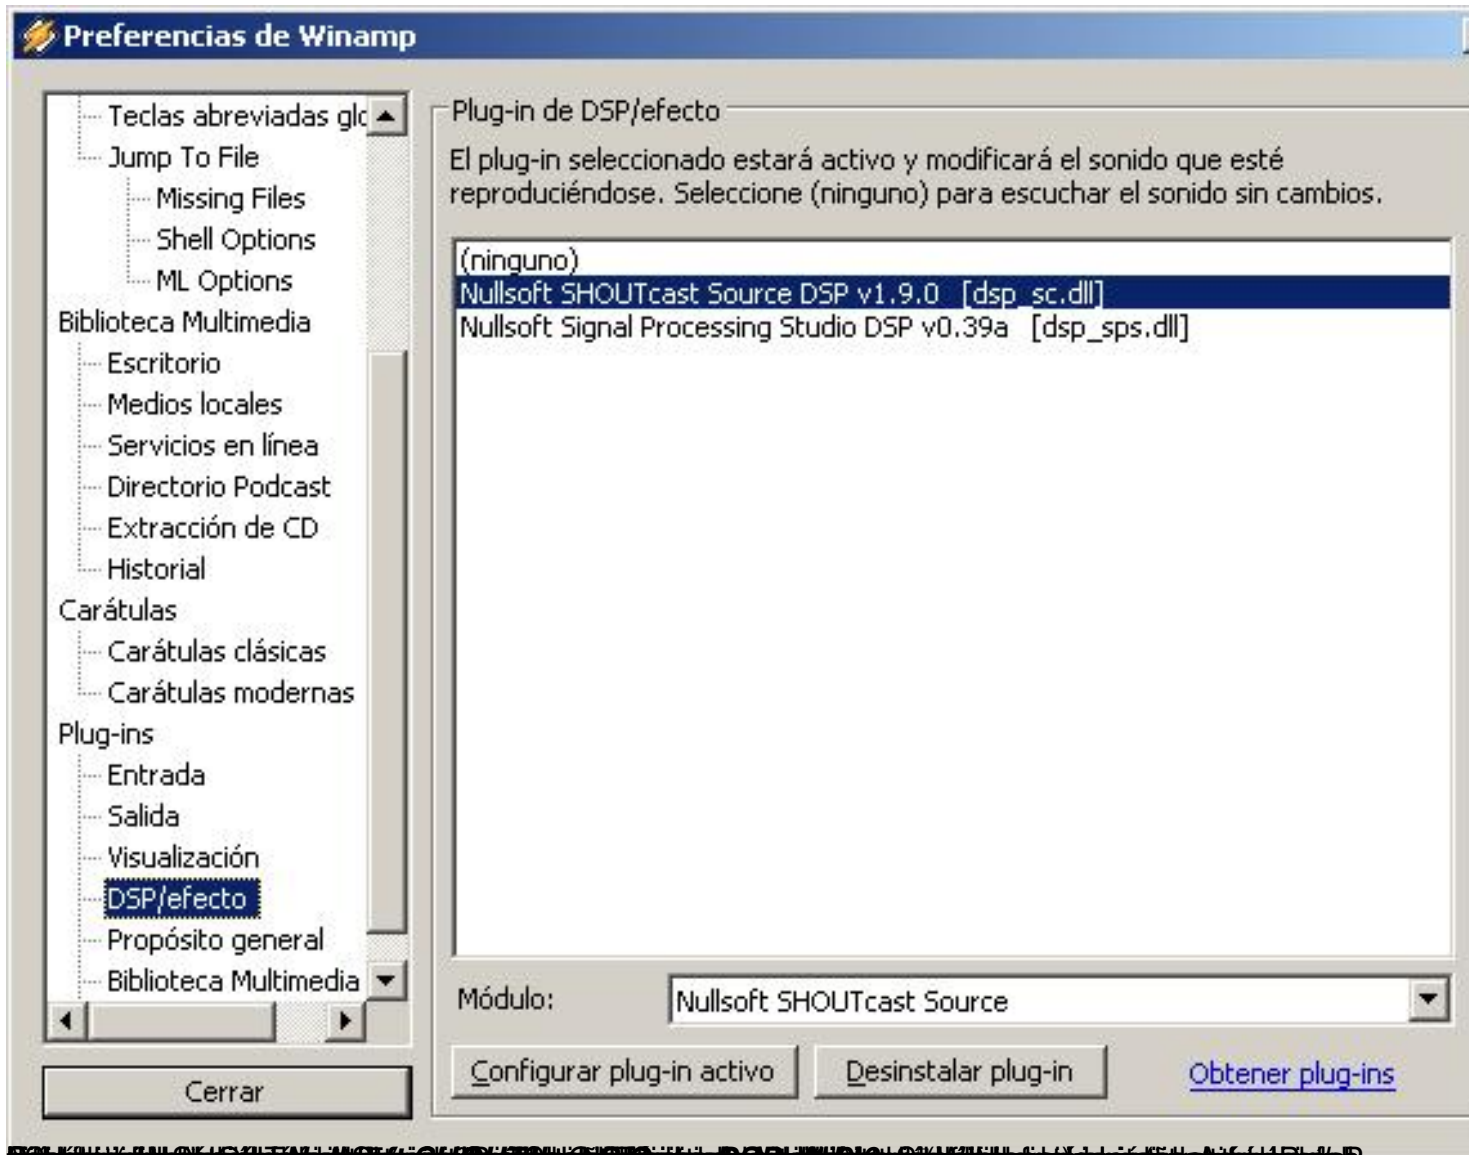 Preferencias de Winamp
Teclas abreviadas glo
Jump To File
Missing Files
Shell Options
ML Options
Biblioteca Multimedia
Escritorio
Medios locales
Servicios en línea
Directorio Podcast
Extracción de CD
Historial
Carátulas
Carátulas clásicas
Carátulas modernas
Plug-ins
Entrada
Salida
Visualización
DSP/efecto
Propósito general
Biblioteca Multimedia
Cerrar
Plug-in de DSP/efecto
El plug-in seleccionado estará activo y modificará el sonido que esté
reproduciéndose. Seleccione (ninguno) para escuchar el sonido sin cambios.
(ninguno)
Nullsoft SHOUTcast Source DSP v1.9.0 [dsp_sc.dll]
Nullsoft Signal Processing Studio DSP v0.39a [dsp_sps.dll]
Módulo: Nullsoft SHOUTcast Source
Configurar plug-in activo Desinstalar plug-in Obtener plug-ins